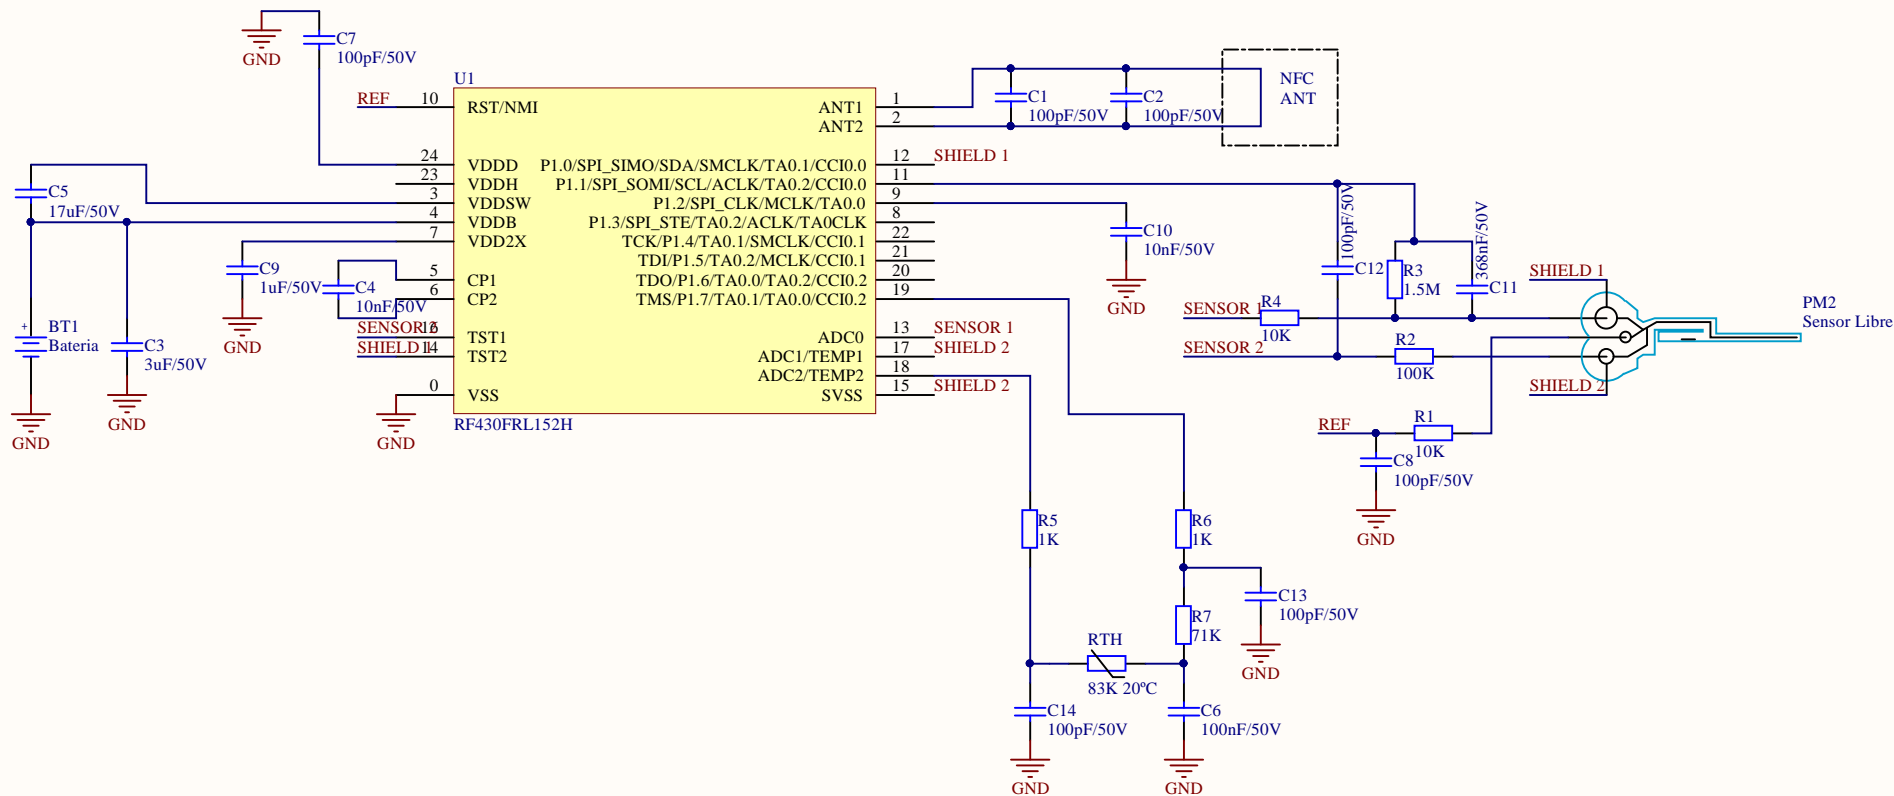 C7
100pF/50V
GND
U1
REF
10
RST/NMI
24
VDDD
23
VDDH
3
VDDSW
4
VDDB
7
VDD2X
5
CP1
6
CP2
TST1
SHIELD 1
14
TST2
0
VSS
GND
RF430FRL152H
C5
17uF/50V
C9
1uF/50V
GND
C4
10nF/50V
+
BT1
Bateria
GND
C3
3uF/50V
GND
ANT1
1
ANT2
2
P1.0/SPI_SIMO/SDA/SMCLK/TA0.1/CCI0.0
12
SHIELD 1
P1.1/SPI_SOMI/SCL/ACLK/TA0.2/CCI0.0
11
P1.2/SPI_CLK/MCLK/TA0.0
9
P1.3/SPI_STE/TA0.2/ACLK/TA0CLK
8
TCK/P1.4/TA0.1/SMCLK/CCI0.1
22
TDI/P1.5/TA0.2/MCLK/CCI0.1
21
TDO/P1.6/TA0.0/TA0.2/CCI0.2
20
TMS/P1.7/TA0.1/TA0.0/CCI0.2
19
ADC0
13
SENSOR 1
ADC1/TEMP1
17
SHIELD 2
ADC2/TEMP2
18
SVSS
15
SHIELD 2
C1
100pF/50V
C2
100pF/50V
NFC
ANT
C10
10nF/50V
GND
100pF/50V
C12
R3
1.5M
368nF/50V
C11
SENSOR 1
R4
10K
SENSOR 2
R2
100K
SHIELD 1
PM2
Sensor Libre
SHIELD 2
REF
R1
10K
C8
100pF/50V
GND
R5
1K
R6
1K
C13
100pF/50V
GND
R7
71K
RTH
83K 20ºC
C14
100pF/50V
GND
C6
100nF/50V
GND